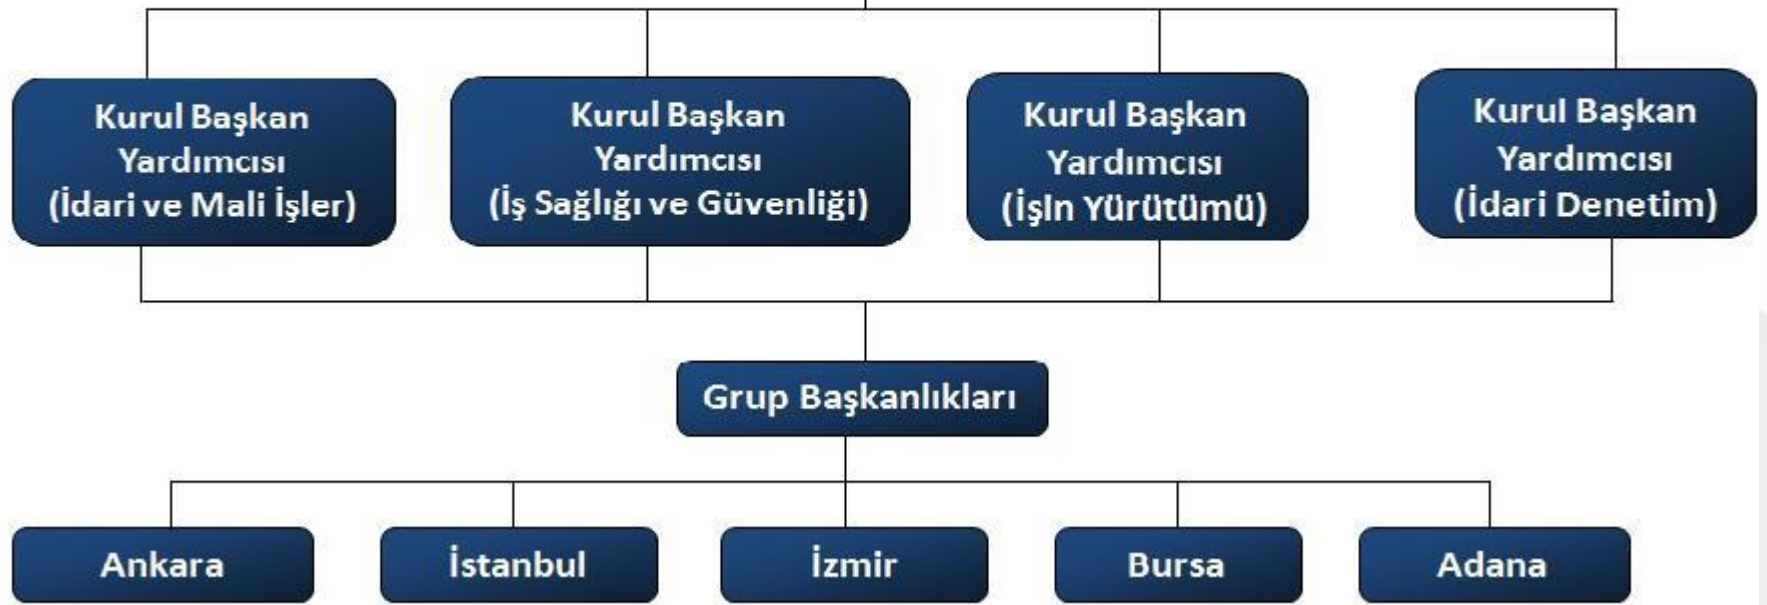 Kurul Başkan
Yardımcısı
(İdari ve Mali İşler)
Kurul Başkan
Yardımcısı
(İş Sağlığı ve Güvenliği)
Kurul Başkan
Yardımcısı
(İşin Yürütümü)
Kurul Başkan
Yardımcısı
(İdari Denetim)
Grup Başkanlıkları
Ankara
İstanbul
İzmir
Bursa
Adana